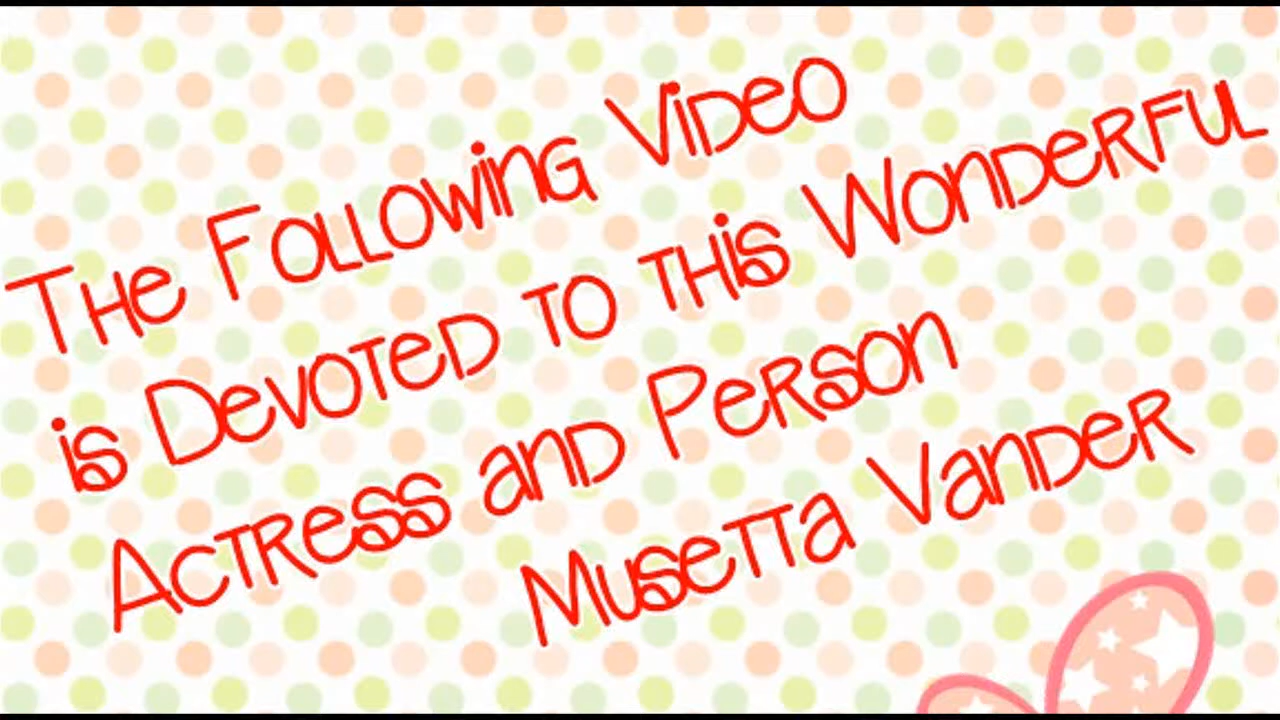 The Following Video
is Devoted to this Wonderful
Actress and Person
Musetta Vander